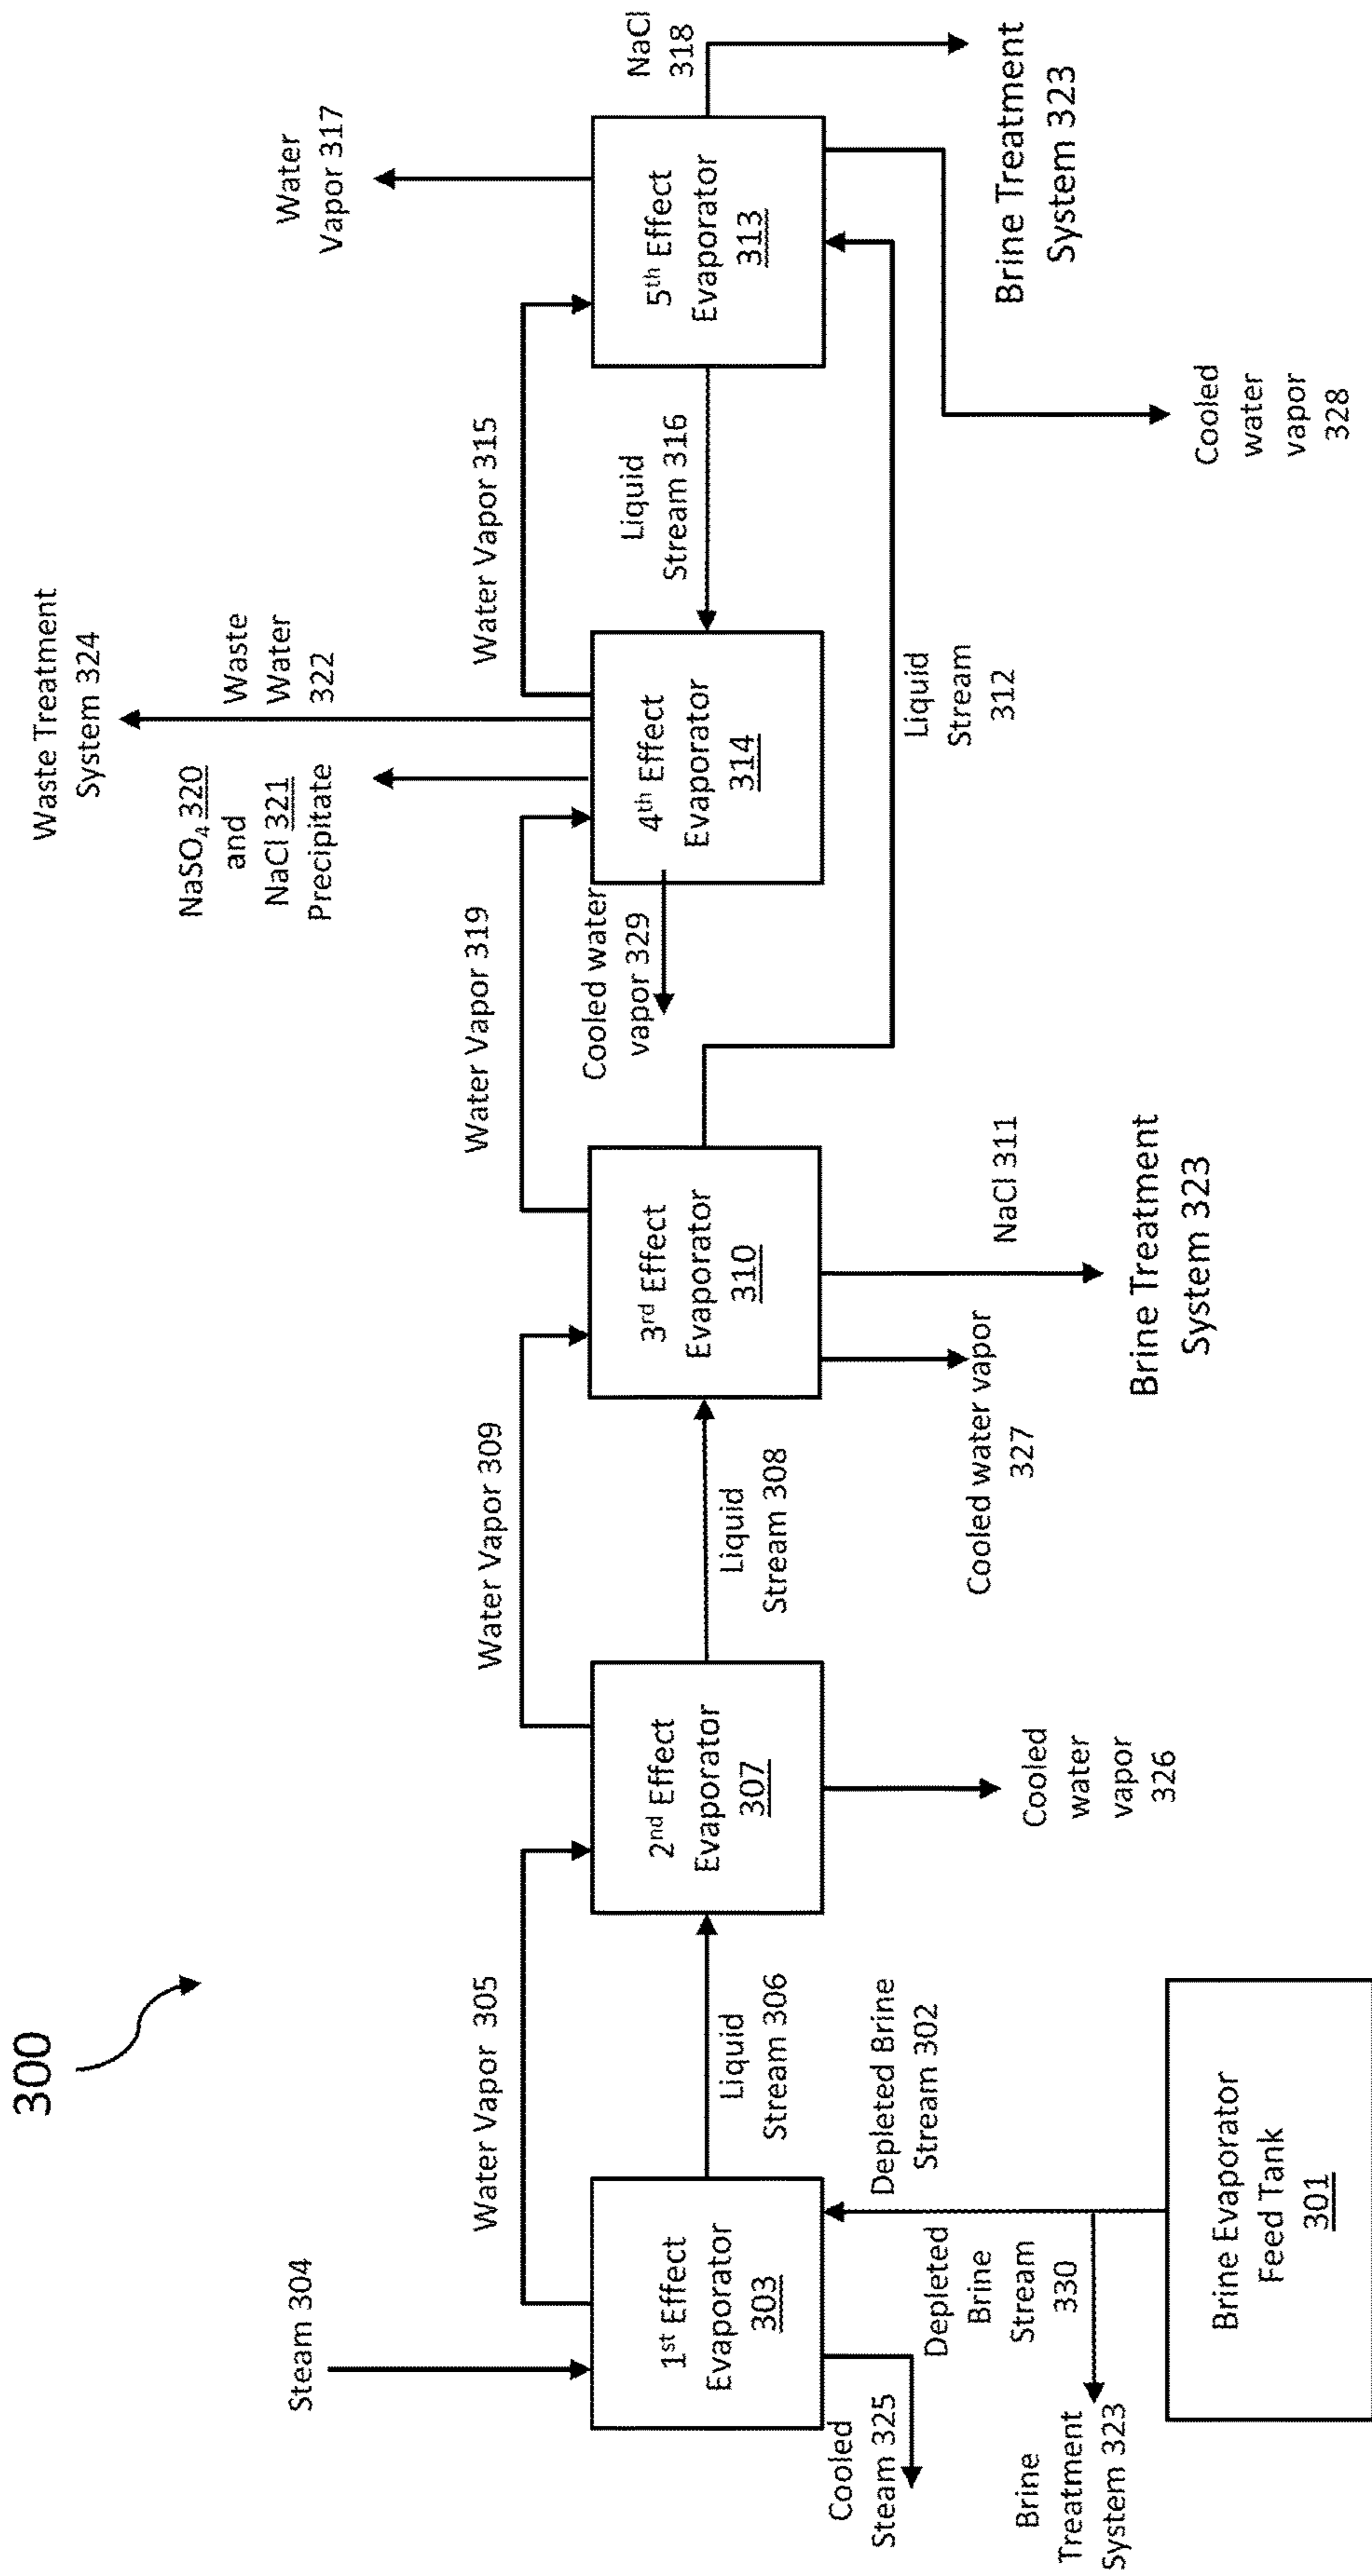 300
Steam 304
Water Vapor 305
1st Effect
Evaporator
303
Cooled
Steam 325
Liquid
Stream 306
Depleted Brine
Stream 302
Depleted
Brine
Stream
330
Brine
Treatment
System 323
Brine Evaporator
Feed Tank
301
2nd Effect
Evaporator
307
Water Vapor 309
Liquid
Stream 308
Cooled
water
vapor
326
3rd Effect
Evaporator
310
Water Vapor 319
Cooled water vapor
327
NaCl 311
Brine Treatment
System 323
Cooled water
vapor 329
Waste Treatment
System 324
NaSO₄ 320
and
NaCl 321
Precipitate
Waste
Water
322
4th Effect
Evaporator
314
Water Vapor 315
Liquid
Stream 316
Liquid
Stream
312
Water
Vapor 317
5th Effect
Evaporator
313
NaCl
318
Brine Treatment
System 323
Cooled
water
vapor
328